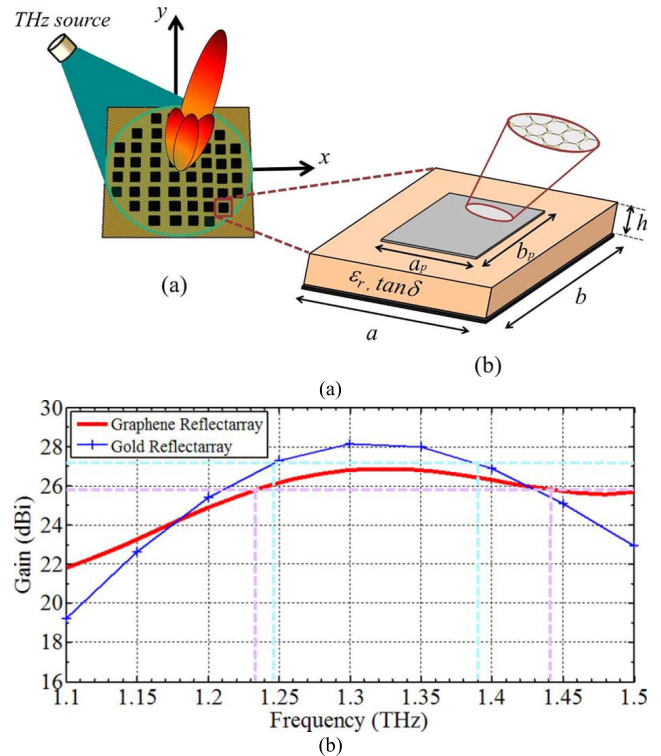 THz source
y
x
(a)
h
b
a
a_p
b_p
ε_r, tanδ
(b)
(a)
30
28
26
24
22
20
18
16
Gain (dBi)
Graphene Reflectarray
Gold Reflectarray
1.1 1.15 1.2 1.25 1.3 1.35 1.4 1.45 1.5
Frequency (THz)
(b)